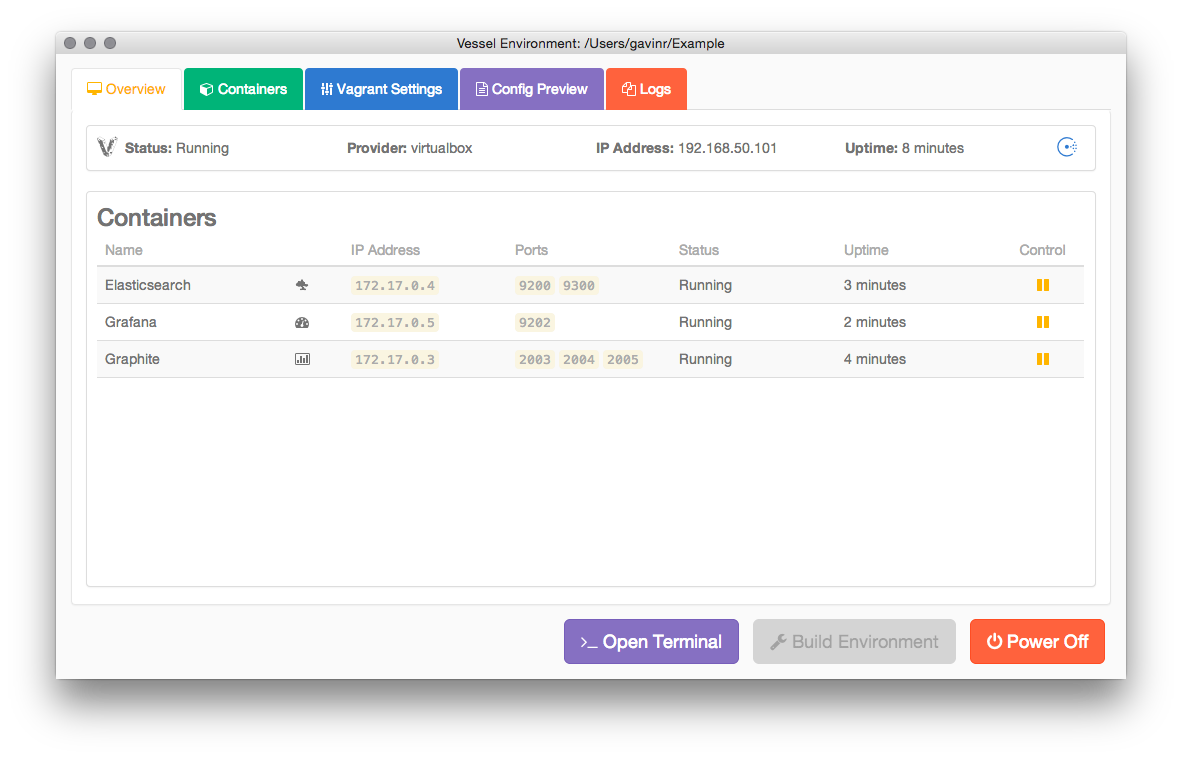 Vessel Environment: /Users/gavinr/Example
Overview Containers Vagrant Settings Config Preview Logs
Status: Running Provider: virtualbox IP Address: 192.168.50.101 Uptime: 8 minutes
Containers
Name IP Address Ports Status Uptime Control
Elasticsearch 172.17.0.4 9200 9300 Running 3 minutes
Grafana 172.17.0.5 9202 Running 2 minutes
Graphite 172.17.0.3 2003 2004 2005 Running 4 minutes
>_ Open Terminal Build Environment Power Off